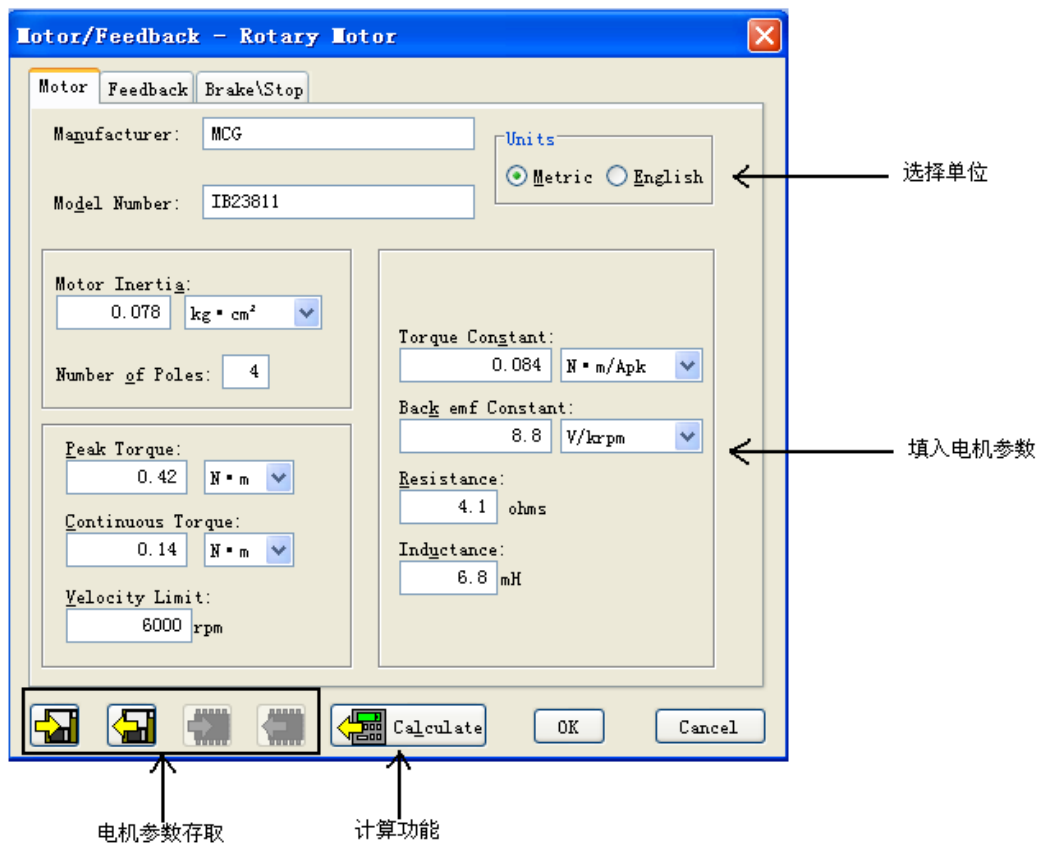 Motor/Feedback - Rotary Motor
Motor Feedback Brake\Stop
Manufacturer: MCG
Units
Metric English
选择单位
Model Number: IB23811
Motor Inertia:
0.078 kg·cm²
Number of Poles: 4
Peak Torque:
0.42 N·m
Continuous Torque:
0.14 N·m
Velocity Limit:
6000 rpm
Torque Constant:
0.084 N·m/Apk
Back emf Constant:
8.8 V/krpm
填入电机参数
Resistance:
4.1 ohms
Inductance:
6.8 mH
Calculate OK Cancel
电机参数存取
计算功能